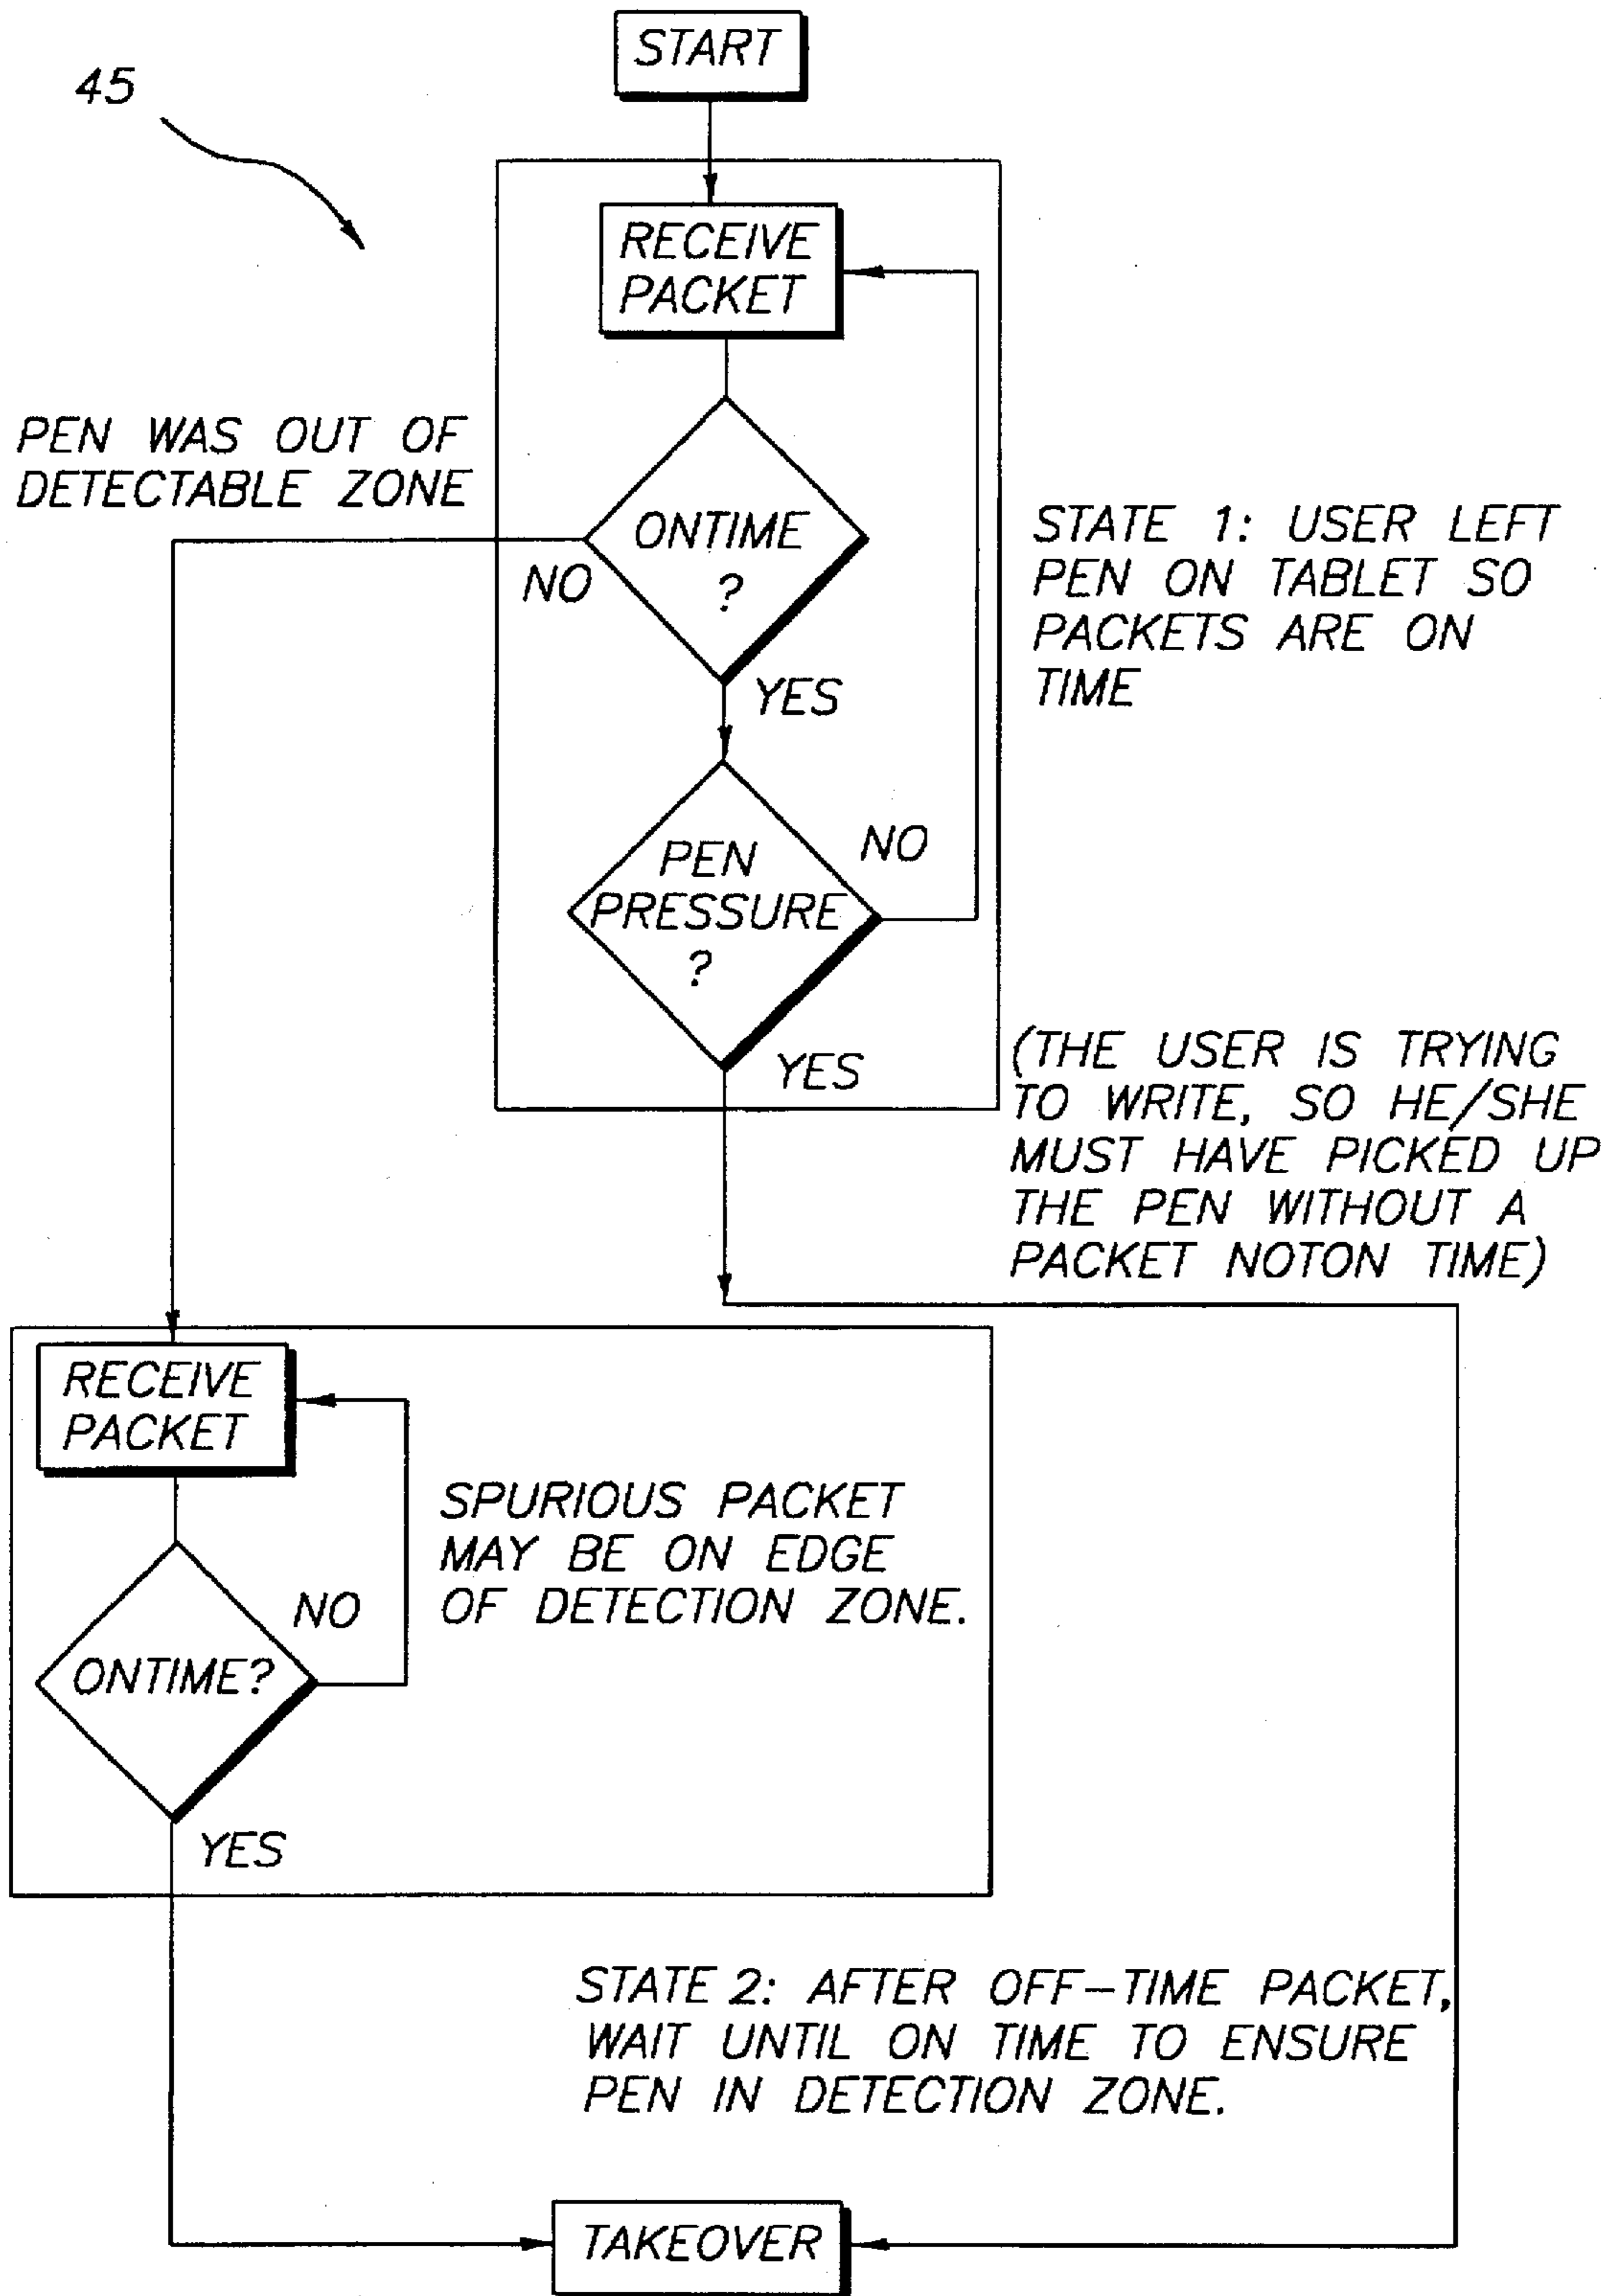 START
45
RECEIVE
PACKET
PEN WAS OUT OF
DETECTABLE ZONE
ONTIME
?
NO
YES
STATE 1: USER LEFT
PEN ON TABLET SO
PACKETS ARE ON
TIME
PEN
PRESSURE
?
NO
YES
(THE USER IS TRYING
TO WRITE, SO HE/SHE
MUST HAVE PICKED UP
THE PEN WITHOUT A
PACKET NOTON TIME)
RECEIVE
PACKET
SPURIOUS PACKET
MAY BE ON EDGE
OF DETECTION ZONE.
NO
ONTIME?
YES
STATE 2: AFTER OFF-TIME PACKET,
WAIT UNTIL ON TIME TO ENSURE
PEN IN DETECTION ZONE.
TAKEOVER